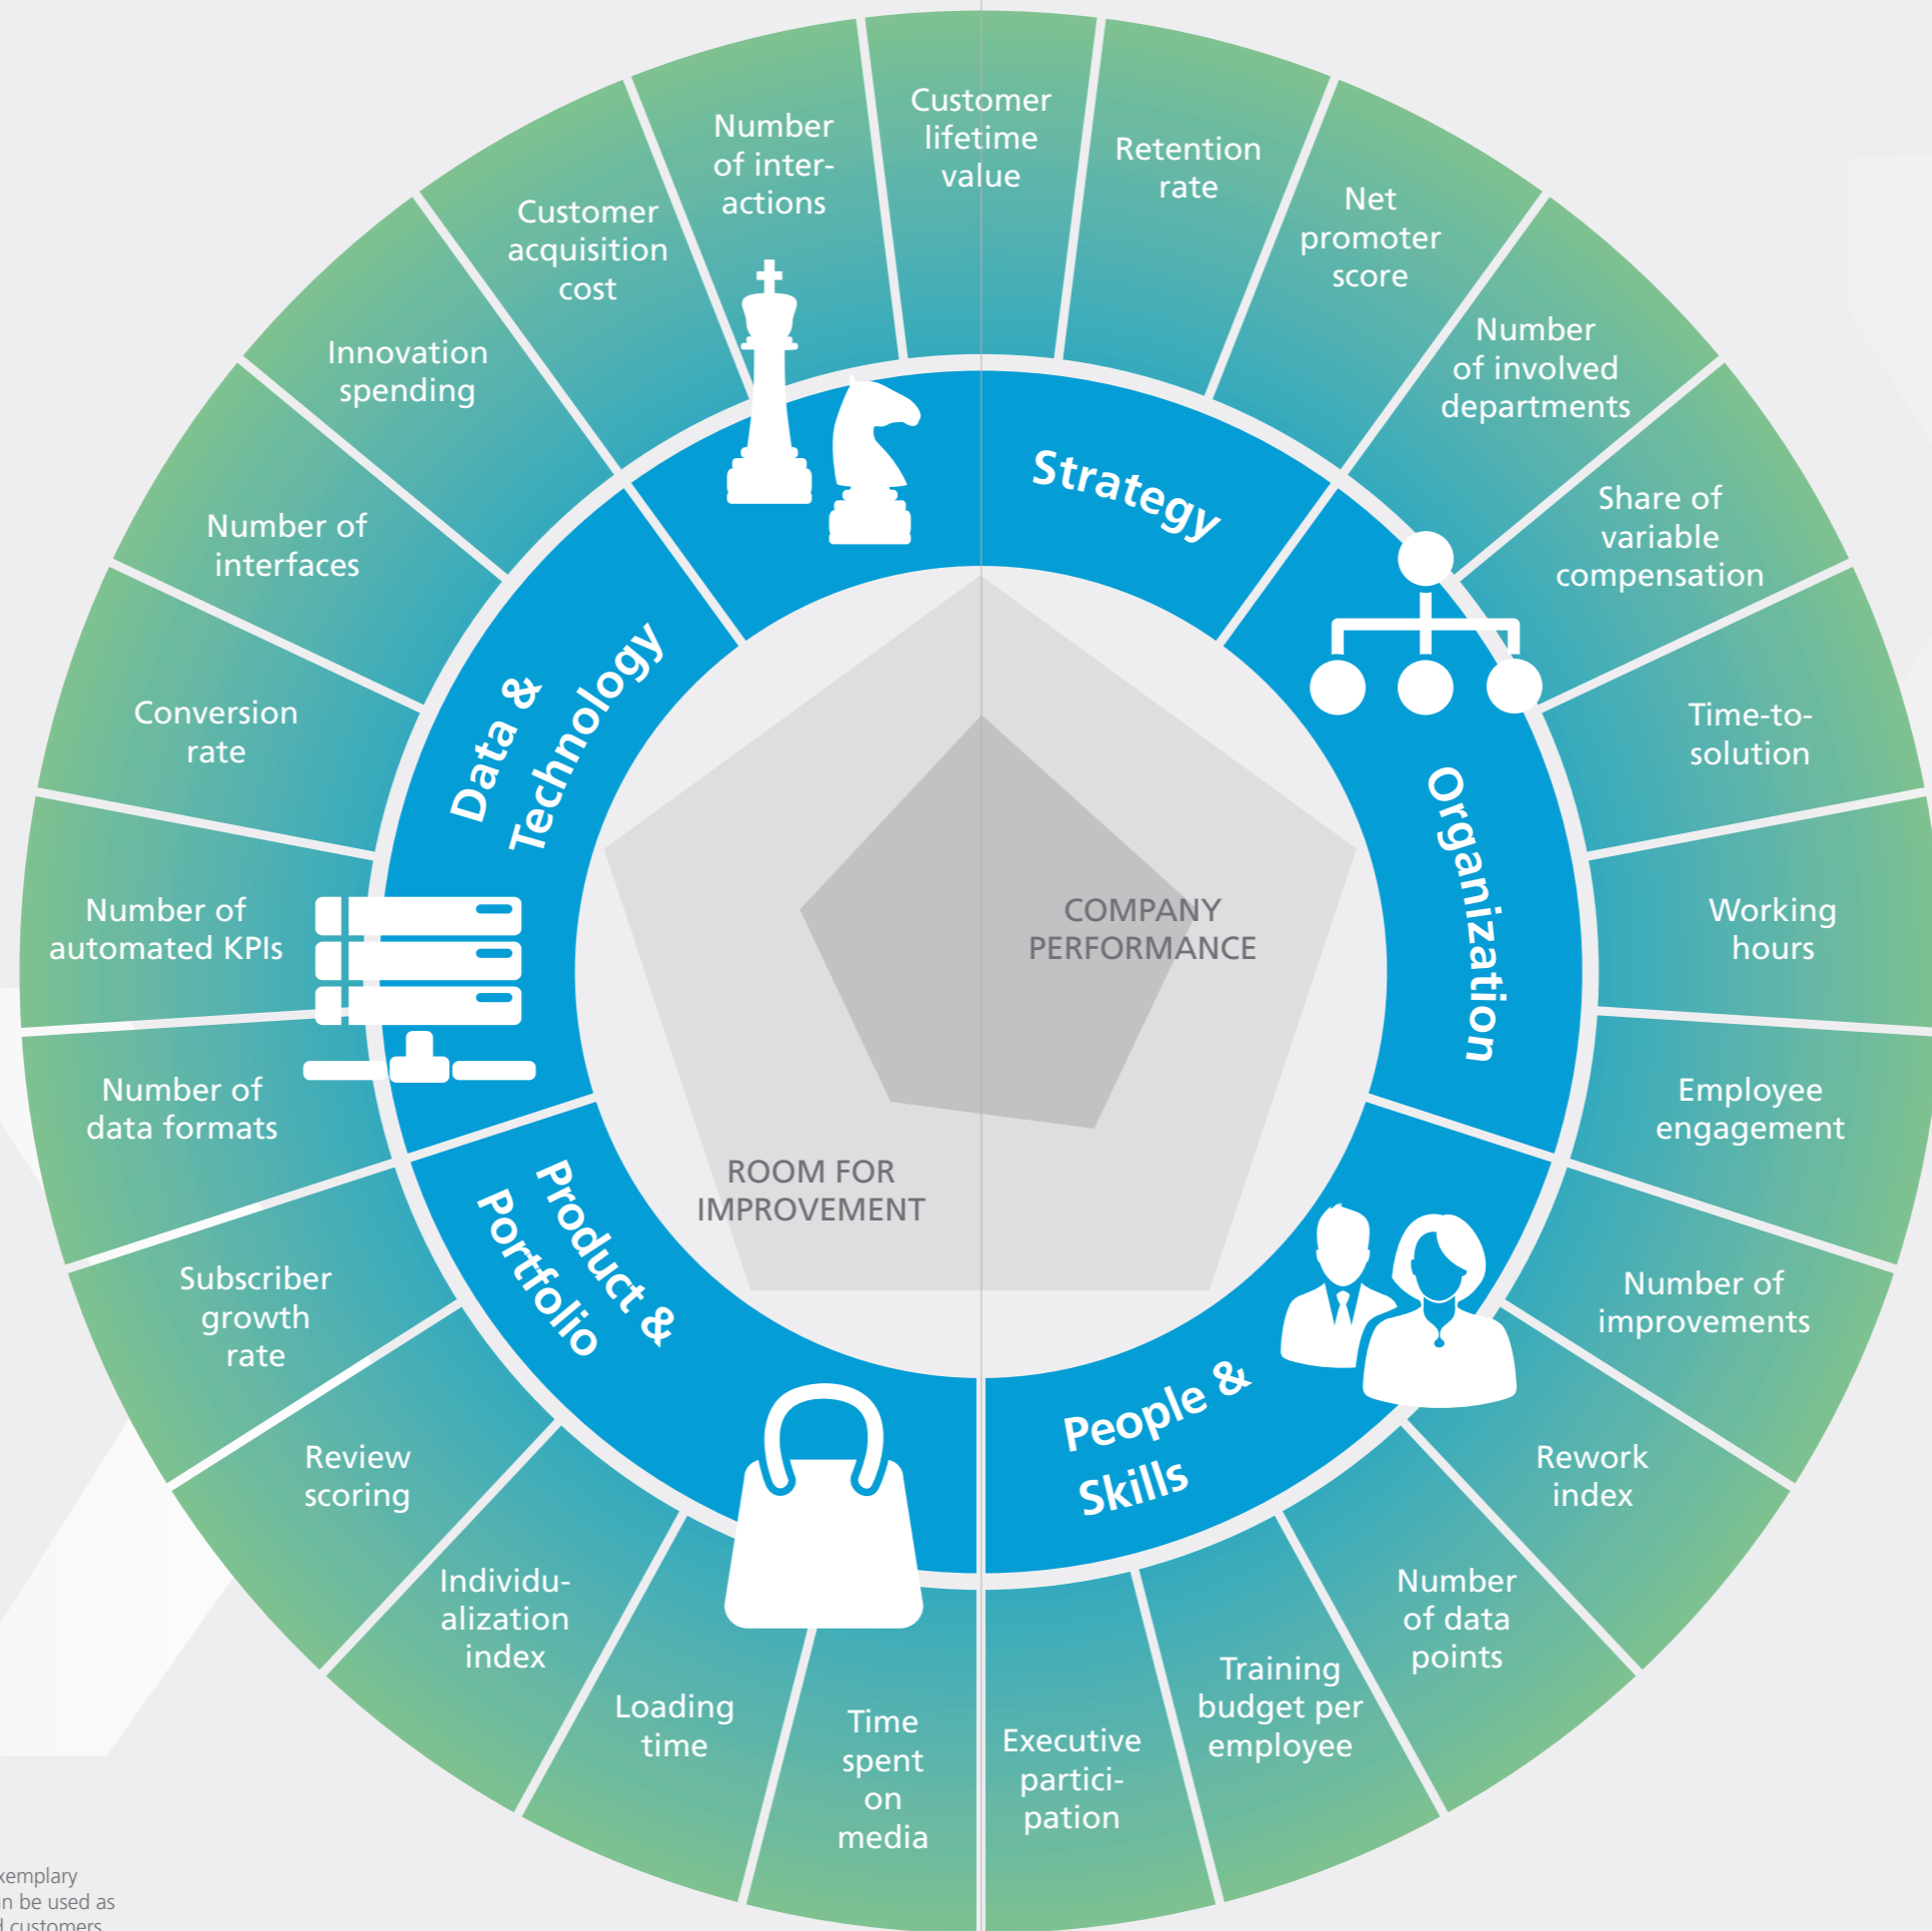 Customer
lifetime
value
Retention
rate
Net
promoter
score
Number
of involved
departments
Share of
variable
compensation
Time-to-
solution
Working
hours
Employee
engagement
Number of
improvements
Rework
index
Number
of data
points
Training
budget per
employee
Executive
partici-
pation
Time
spent
on
media
Loading
time
Individu-
alization
index
Review
scoring
Subscriber
growth
rate
Number of
data formats
Number of
automated KPIs
Conversion
rate
Number of
interfaces
Innovation
spending
Customer
acquisition
cost
Number
of inter-
actions
Strategy
Organization
People &
Skills
Product &
Portfolio
Data &
Technology
COMPANY
PERFORMANCE
ROOM FOR
IMPROVEMENT
be used as
customers